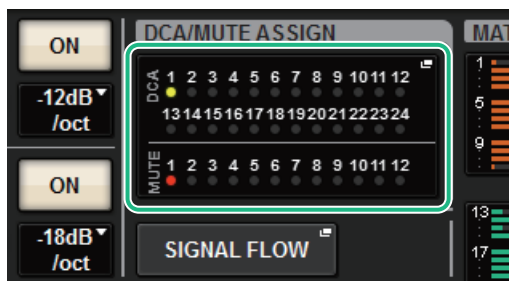 ON
-12dB
/oct
ON
-18dB
/oct
DCA/MUTE ASSIGN
DCA
1 2 3 4 5 6 7 8 9 10 11 12
13 14 15 16 17 18 19 20 21 22 23 24
MUTE
1 2 3 4 5 6 7 8 9 10 11 12
SIGNAL FLOW
MAT
1
5
9
13
17